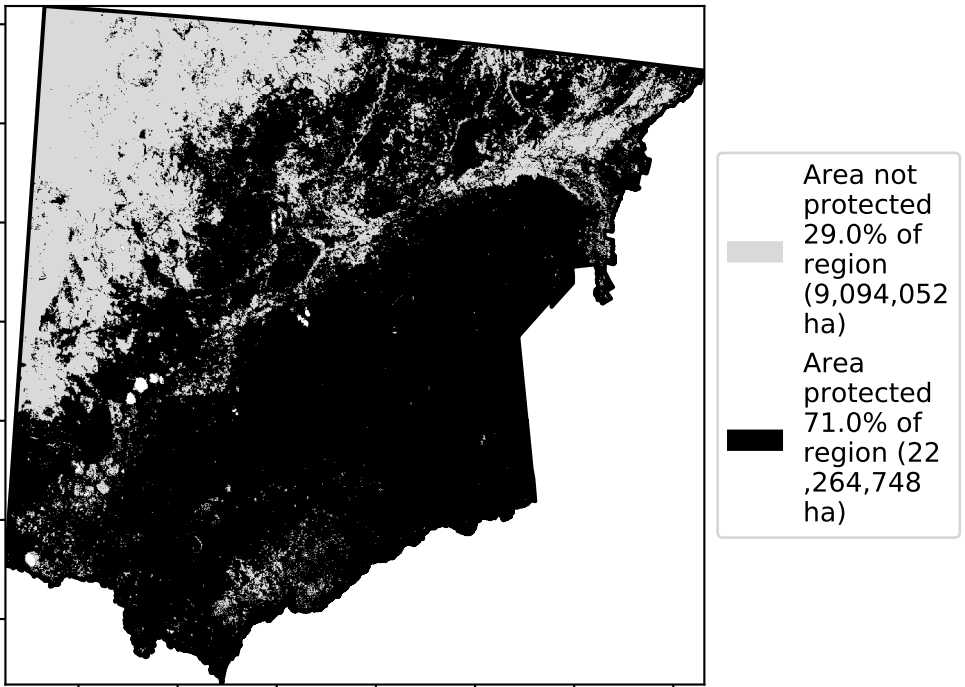 Area not
protected
29.0% of
region
(9,094,052
ha)
Area
protected
71.0% of
region (22
,264,748
ha)